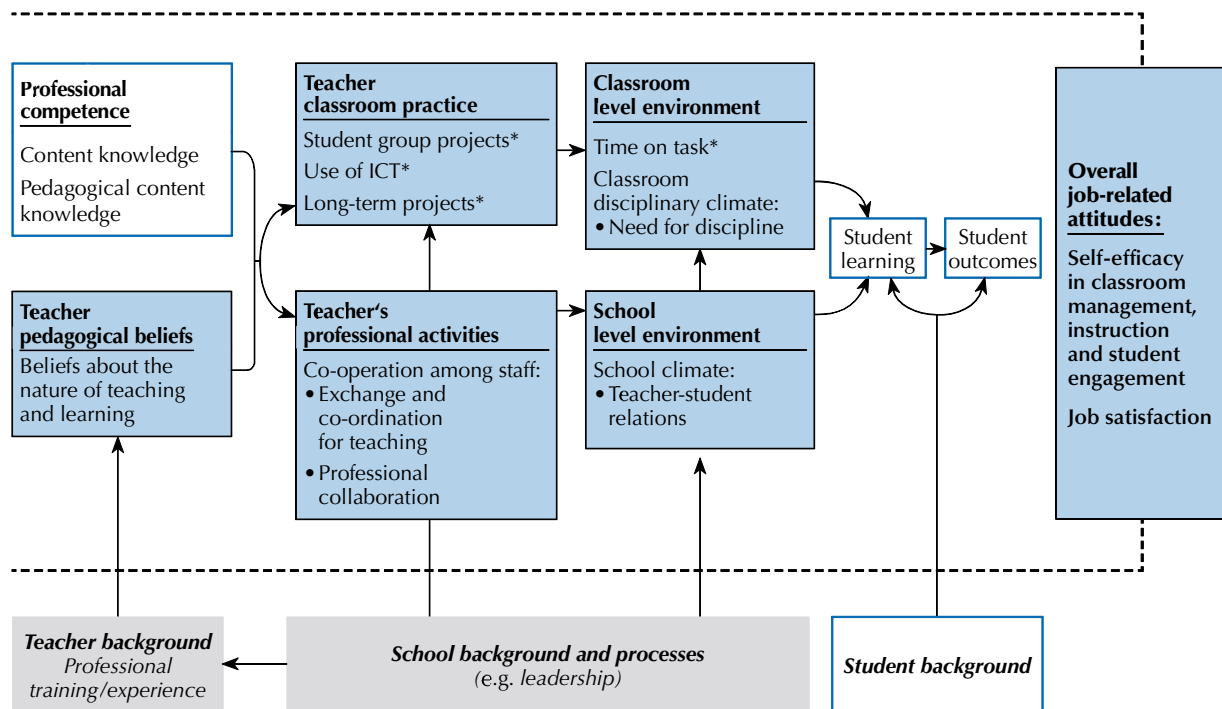 Professional
competence
Content knowledge
Pedagogical content
knowledge
Teacher
pedagogical beliefs
Beliefs about the
nature of teaching
and learning
Teacher
classroom practice
Student group projects*
Use of ICT*
Long-term projects*
Teacher‘s
professional activities
Co-operation among staff:
• Exchange and
co-ordination
for teaching
• Professional
collaboration
Classroom
level environment
Time on task*
Classroom
disciplinary climate:
• Need for discipline
School
level environment
School climate:
• Teacher-student
relations
Student
learning
Student
outcomes
Overall
job-related
attitudes:
Self-efficacy
in classroom
management,
instruction
and student
engagement
Job satisfaction
Teacher background
Professional
training/experience
School background and processes
(e.g. leadership)
Student background